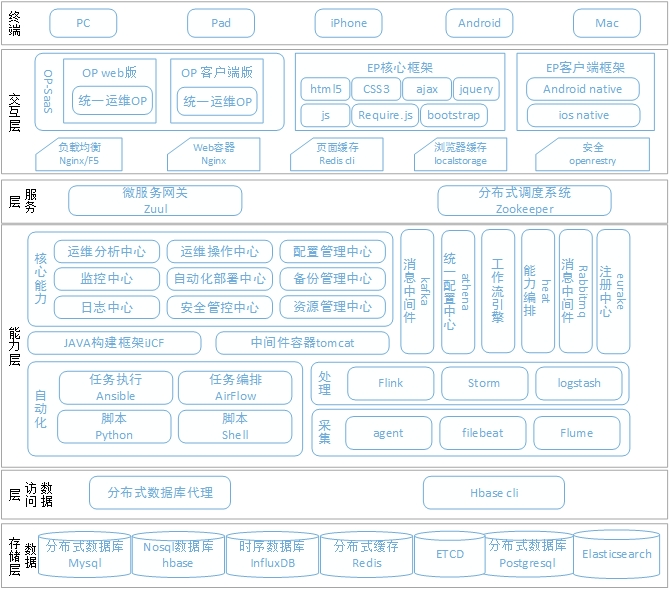 终端
PC
Pad
iPhone
Android
Mac
交互层
OP-SaaS
OP web版
统一运维OP
OP 客户端版
统一运维OP
EP核心框架
html5
CSS3
ajax
jquery
js
Require.js
bootstrap
EP客户端框架
Android native
ios native
负载均衡
Nginx/F5
Web容器
Nginx
页面缓存
Redis cli
浏览器缓存
localstorage
安全
openrestry
服务层
微服务网关
Zuul
分布式调度系统
Zookeeper
能力层
核心能力
运维分析中心
运维操作中心
配置管理中心
监控中心
自动化部署中心
备份管理中心
日志中心
安全管控中心
资源管理中心
消息中间件
kafka
统一配置中心
athena
工作流引擎
能力编排
heat
消息中间件
Rabbitmq
注册中心
eurake
JAVA构建框架iJCF
中间件容器tomcat
自动化
任务执行
Ansible
任务编排
AirFlow
脚本
Python
脚本
Shell
处理
Flink
Storm
logstash
采集
agent
filebeat
Flume
数据访问层
分布式数据库代理
Hbase cli
数据存储层
分布式数据库
Mysql
Nosql数据库
hbase
时序数据库
InfluxDB
分布式缓存
Redis
ETCD
分布式数据库
Postgresql
Elasticsearch